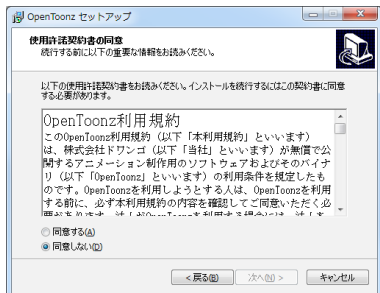 OpenToonz セットアップ
使用許諾契約書の同意
続行する前に以下の重要な情報をお読みください。
以下の使用許諾契約書をお読みください。インストールを続行するにはこの契約書に同意
する必要があります。
OpenToonz利用規約
このOpenToonz利用規約（以下「本利用規約」といいます）
は、株式会社ドワンゴ（以下「当社」といいます）が無償で公
開するアニメーション制作用のソフトウェアおよびそのバイナ
リ（以下「OpenToonz」といいます）の利用条件を規定したも
のです。OpenToonzを利用しようとする人は、OpenToonzを利用
する前に、必ず本利用規約の内容を確認してご同意いただく必
同意する(A)
同意しない(D)
< 戻る(B)
次へ(N) >
キャンセル